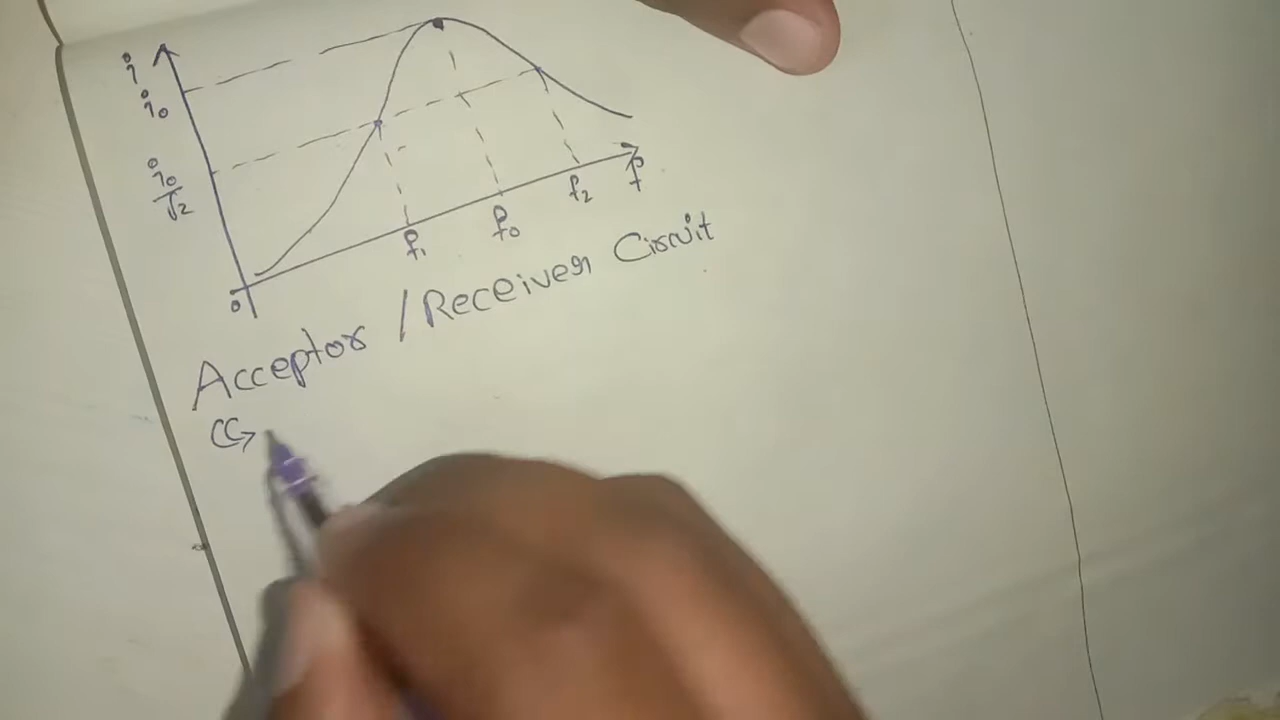 i
i₀
i₀/√2
0
f₁
f₀
f₂
f
Acceptor / Receiver Circuit